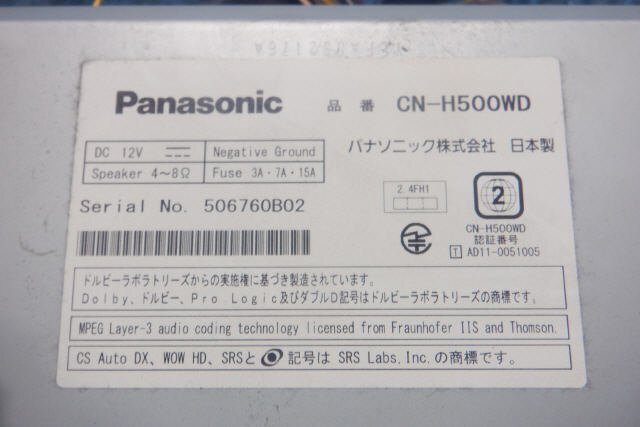 Panasonic 品番 CN-H500WD
DC 12V Negative Ground
Speaker 4～8Ω Fuse 3A・7A・15A
パナソニック株式会社 日本製
Serial No. 506760B02
2.4FH1
2
CN-H500WD
認証番号
T AD11-0051005
ドルビーラボラトリーズからの実施権に基づき製造されています。
Dolby、ドルビー、Pro Logic及びダブルD記号はドルビーラボラトリーズの商標です。
MPEG Layer-3 audio coding technology licensed from Fraunhofer IIS and Thomson.
CS Auto DX、WOW HD、SRSと 記号は SRS Labs,Inc.の商標です。